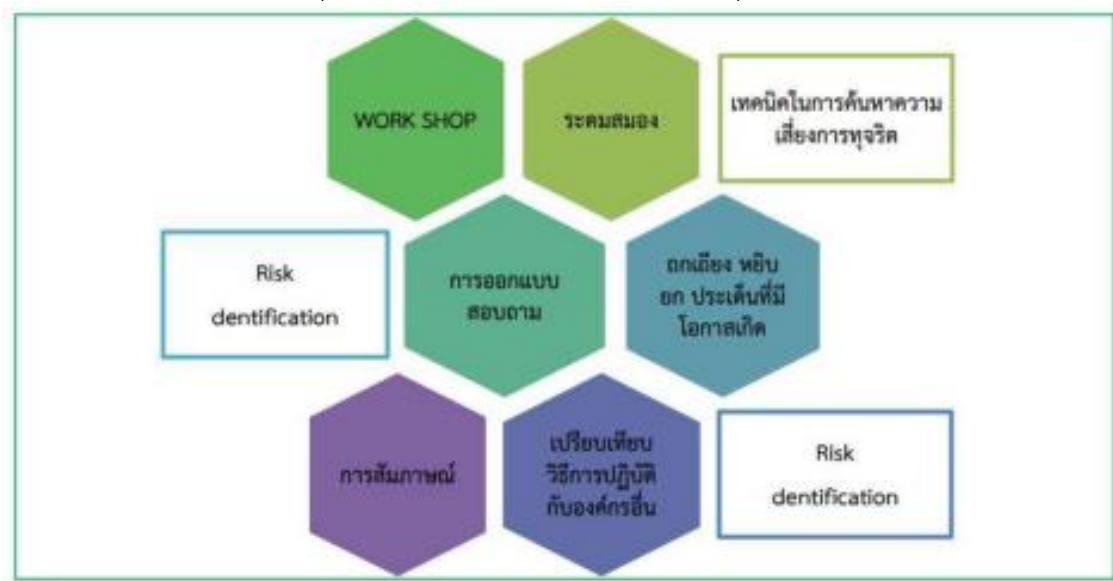 WORK SHOP
ระดมสมอง
เทคนิคในการค้นหาความ
เสี่ยงการทุจริต
Risk
dentification
การออกแบบ
สอบถาม
ถกเถียง หยิบ
ยก ประเด็นที่มี
โอกาสเกิด
การสัมภาษณ์
เปรียบเทียบ
วิธีการปฏิบัติ
กับองค์กรอื่น
Risk
dentification